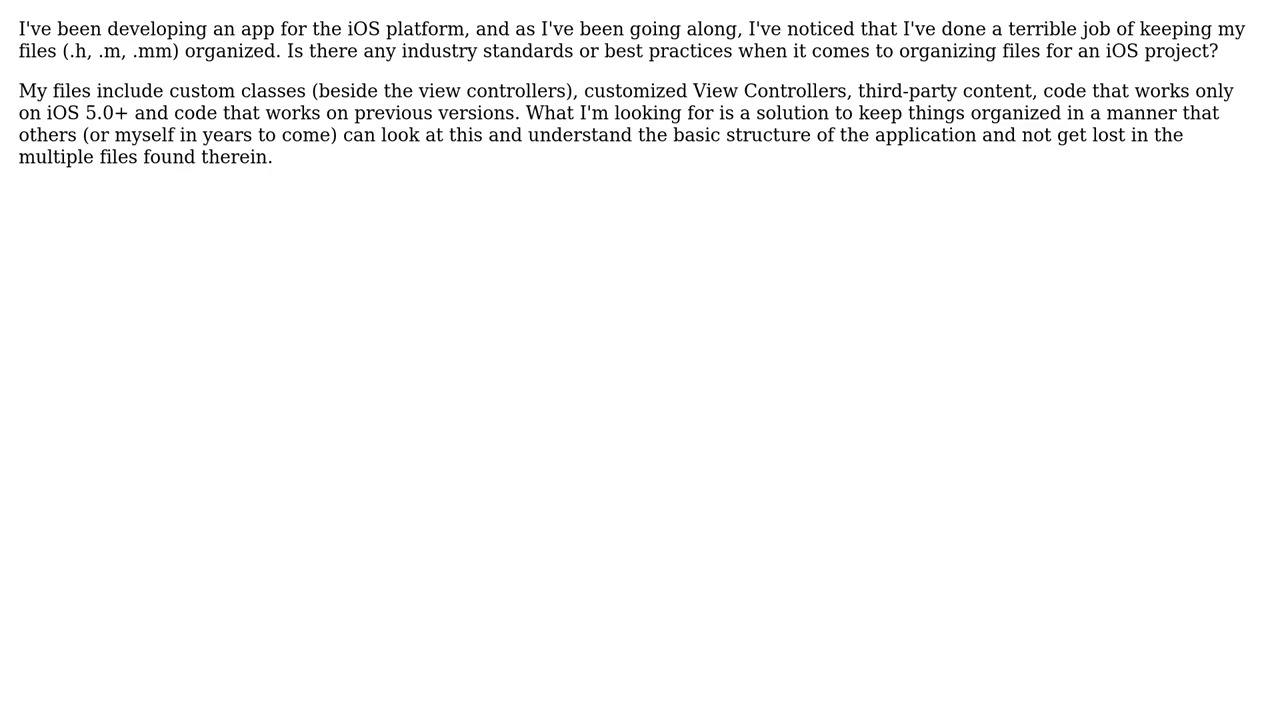 I've been developing an app for the iOS platform, and as I've been going along, I've noticed that I've done a terrible job of keeping my
files (.h, .m, .mm) organized. Is there any industry standards or best practices when it comes to organizing files for an iOS project?
My files include custom classes (beside the view controllers), customized View Controllers, third-party content, code that works only
on iOS 5.0+ and code that works on previous versions. What I'm looking for is a solution to keep things organized in a manner that
others (or myself in years to come) can look at this and understand the basic structure of the application and not get lost in the
multiple files found therein.